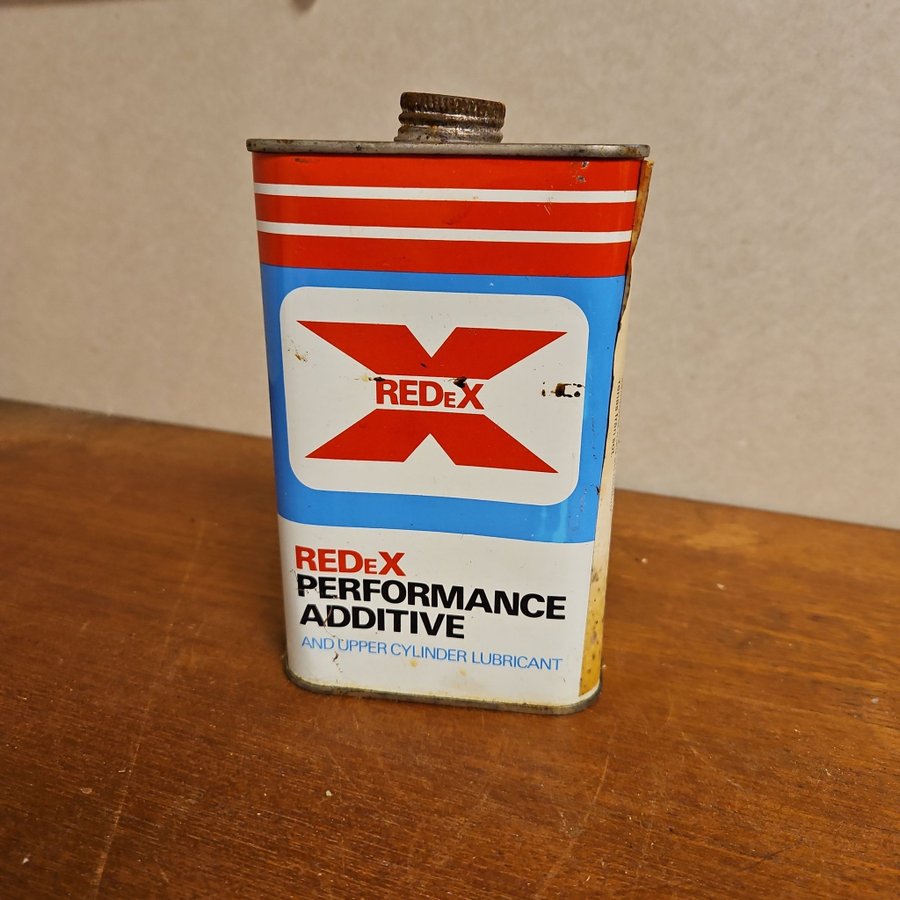 REDeX
REDeX
PERFORMANCE
ADDITIVE
AND UPPER CYLINDER LUBRICANT